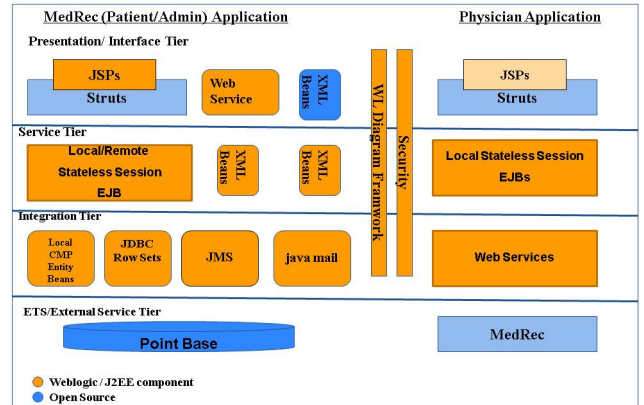 MedRec (Patient/Admin) Application
Physician Application
Presentation/ Interface Tier
JSPs
Struts
Web
Service
XML
Beans
WL Diagram Framwork
Security
JSPs
Struts
Service Tier
Local/Remote
Stateless Session
EJB
XML
Beans
XML
Beans
Local Stateless Session
EJBs
Integration Tier
Local
CMP
Entity
Beans
JDBC
Row Sets
JMS
java mail
Web Services
ETS/External Service Tier
Point Base
MedRec
Weblogic / J2EE component
Open Source